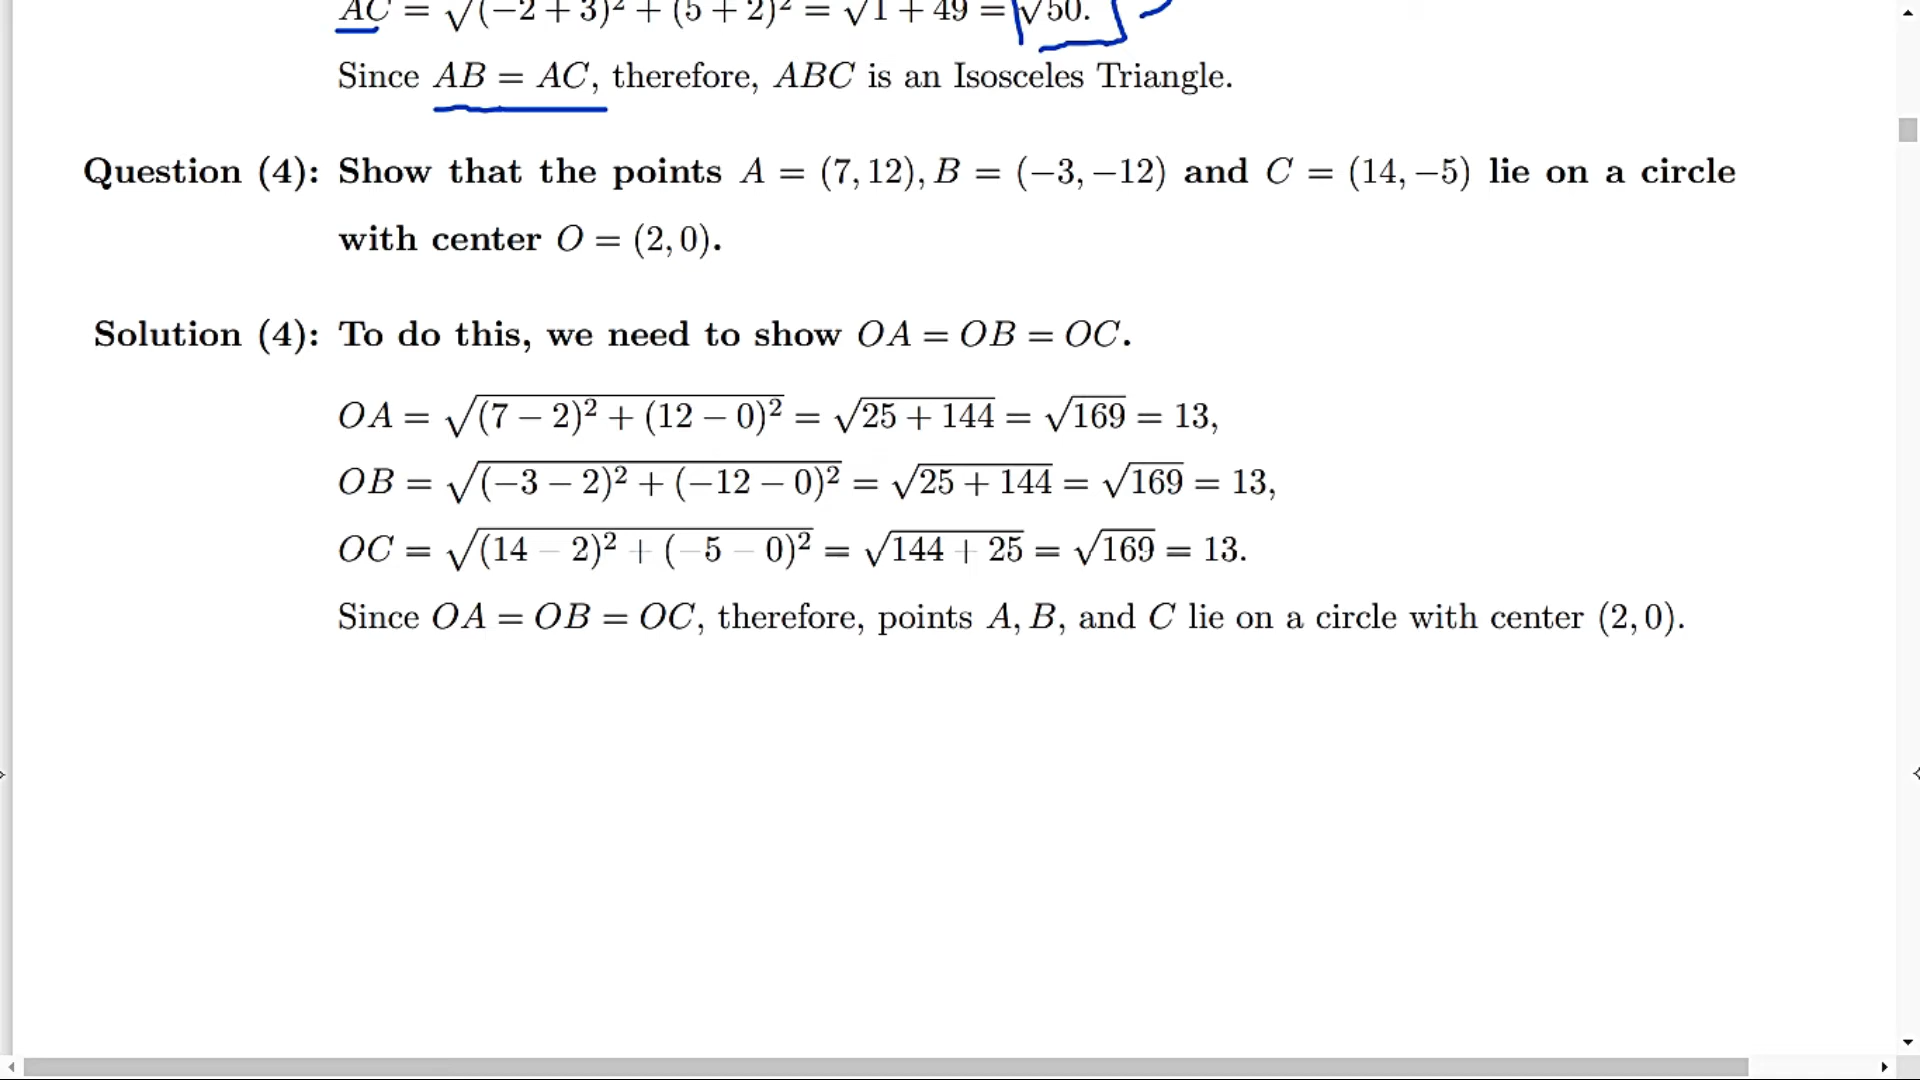 AC = √(−2 + 3)² + (5 + 2)² = √1 + 49 = √50.
Since AB = AC, therefore, ABC is an Isosceles Triangle.
Question (4): Show that the points A = (7, 12), B = (−3, −12) and C = (14, −5) lie on a circle
with center O = (2, 0).
Solution (4): To do this, we need to show OA = OB = OC.
OA = √(7 − 2)² + (12 − 0)² = √25 + 144 = √169 = 13,
OB = √(−3 − 2)² + (−12 − 0)² = √25 + 144 = √169 = 13,
OC = √(14 − 2)² + (−5 − 0)² = √144 + 25 = √169 = 13.
Since OA = OB = OC, therefore, points A, B, and C lie on a circle with center (2, 0).